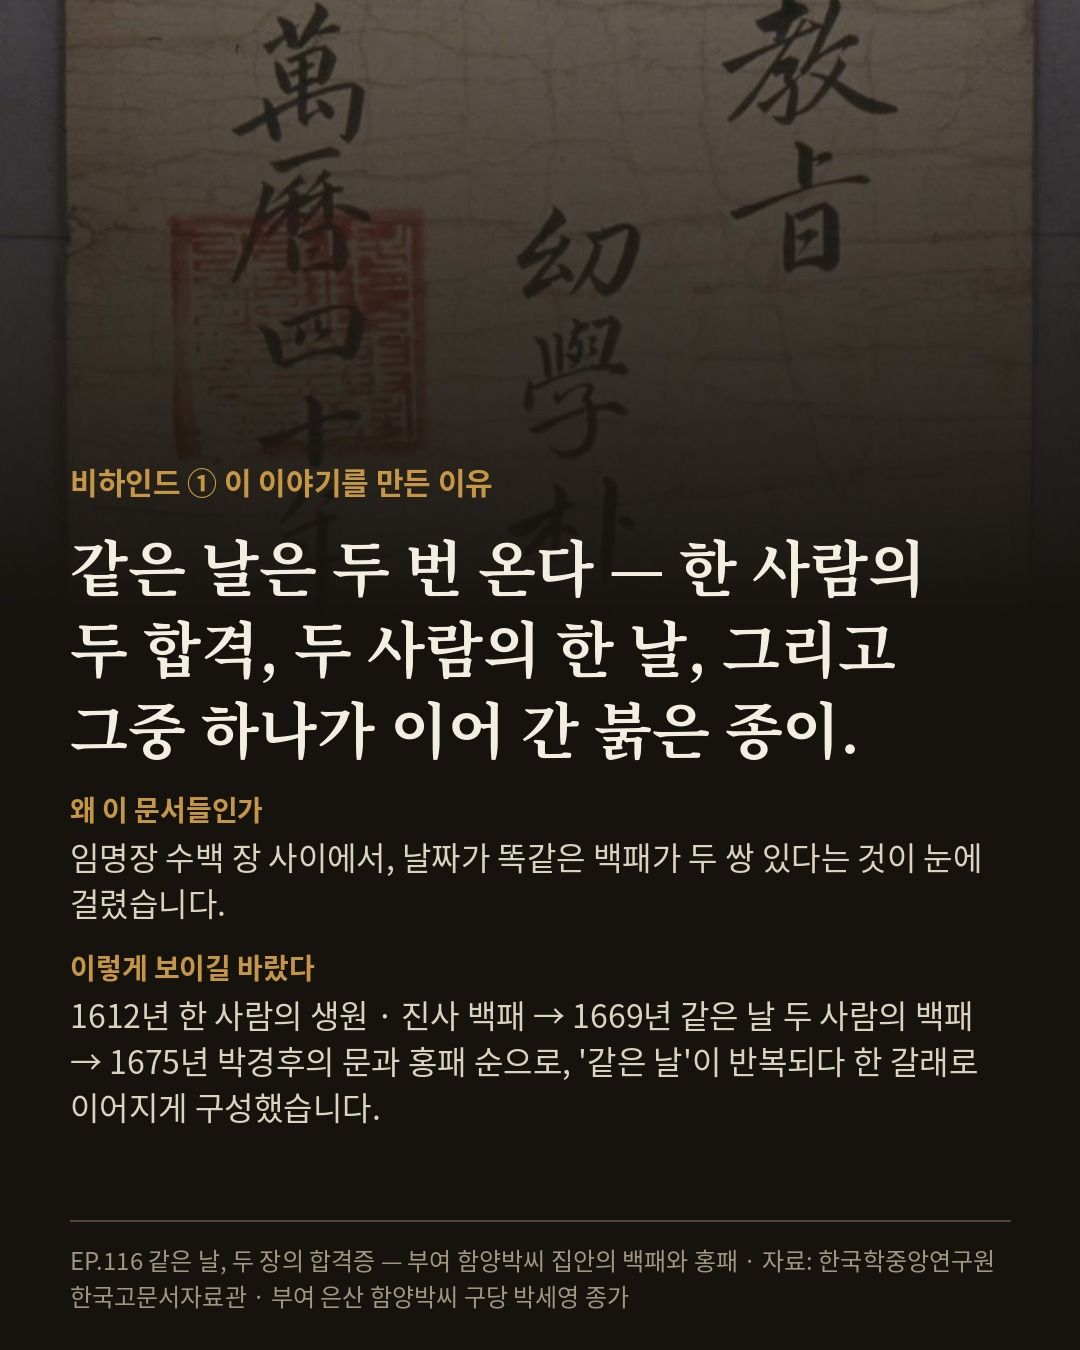 教旨
幼學朴
萬曆四十年
비하인드 ① 이 이야기를 만든 이유
같은 날은 두 번 온다 — 한 사람의
두 합격, 두 사람의 한 날, 그리고
그중 하나가 이어 간 붉은 종이.
왜 이 문서들인가
임명장 수백 장 사이에서, 날짜가 똑같은 백패가 두 쌍 있다는 것이 눈에
걸렸습니다.
이렇게 보이길 바랐다
1612년 한 사람의 생원 · 진사 백패 → 1669년 같은 날 두 사람의 백패
→ 1675년 박경후의 문과 홍패 순으로, '같은 날'이 반복되다 한 갈래로
이어지게 구성했습니다.
EP.116 같은 날, 두 장의 합격증 — 부여 함양박씨 집안의 백패와 홍패 · 자료: 한국학중앙연구원
한국고문서자료관 · 부여 은산 함양박씨 구당 박세영 종가